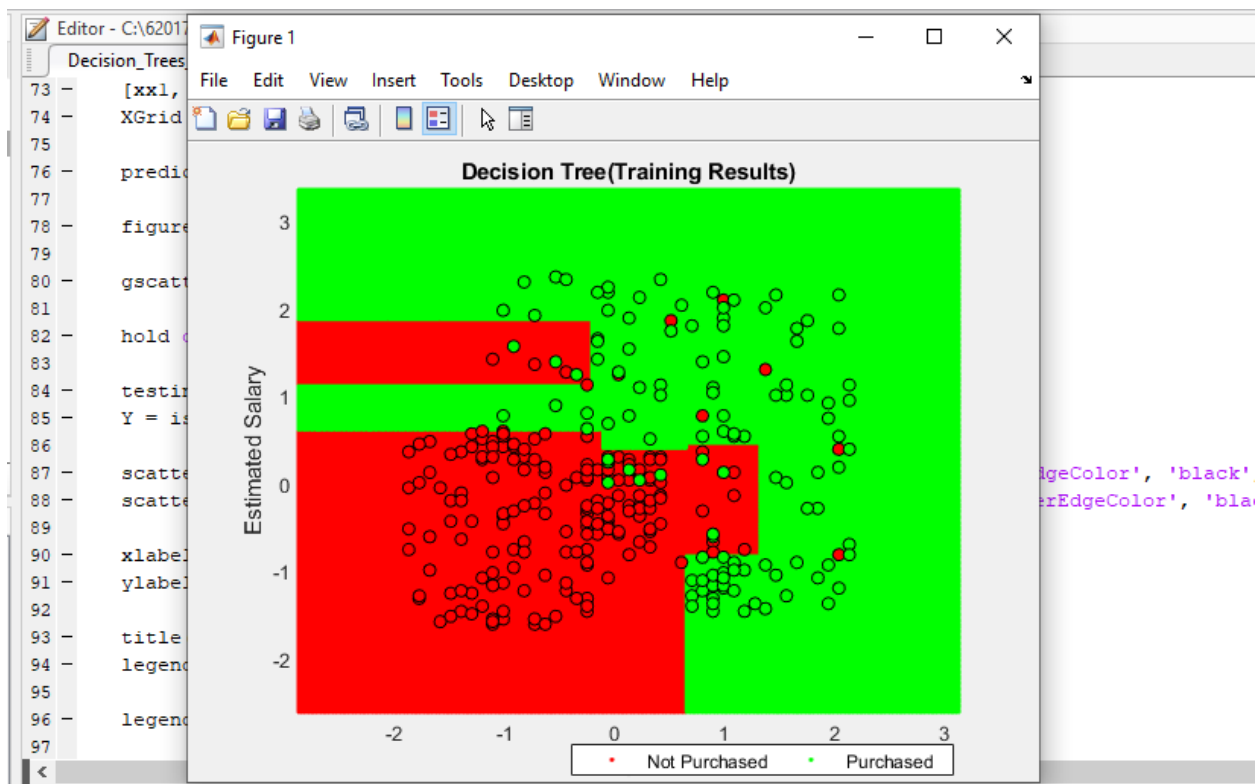 Editor - C:\62017
Figure 1
Decision_Trees_
File Edit View Insert Tools Desktop Window Help
73 - [xx1,
74 - XGrid
75
76 - predic
77
78 - figure
79
80 - gscatt
81
82 - hold
83
84 - testin
85 - Y = is
86
87 - scatte dgeColor', 'black'
88 - scatte erEdgeColor', 'bla
89
90 - xlabel
91 - ylabel
92
93 - title
94 - legend
95
96 - legend
97
Decision Tree(Training Results)
Estimated Salary
3
2
1
0
-1
-2
-2 -1 0 1 2 3
Not Purchased Purchased